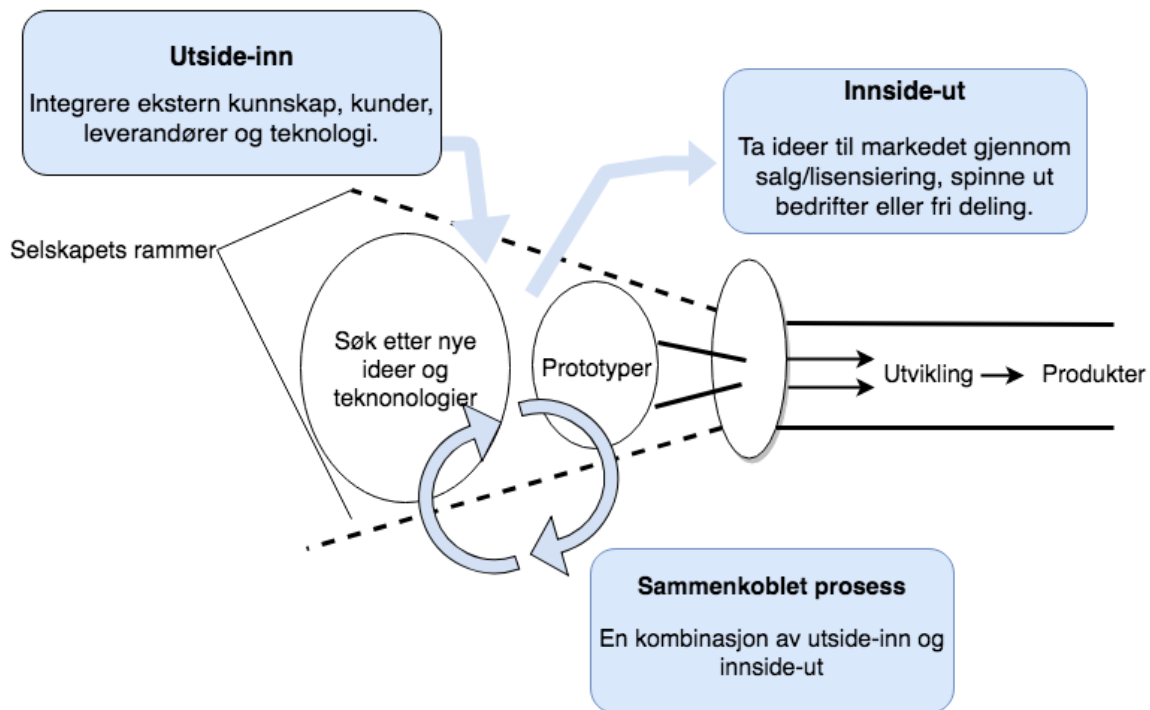 Utside-inn
Integrere ekstern kunnskap, kunder,
leverandører og teknologi.
Innside-ut
Ta ideer til markedet gjennom
salg/lisensiering, spinne ut
bedrifter eller fri deling.
Selskapets rammer
Søk etter nye
ideer og
teknonologier
Prototyper
Utvikling
Produkter
Sammenkoblet prosess
En kombinasjon av utside-inn og
innside-ut